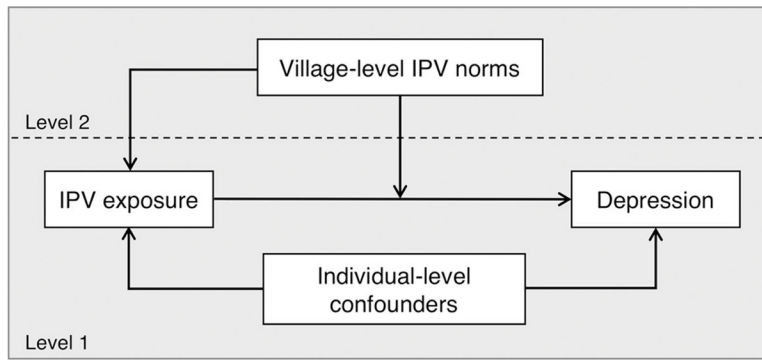 Village-level IPV norms
Level 2
IPV exposure
Depression
Individual-level
confounders
Level 1